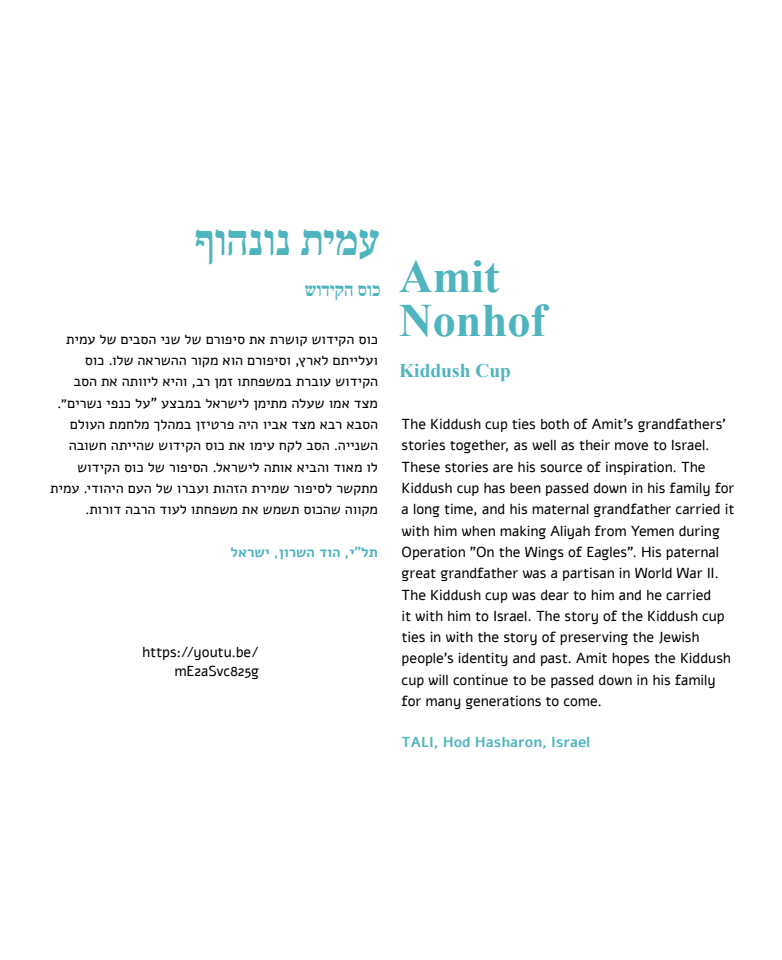 עמית נונהוף
כוס הקידוש
כוס הקידוש קושרת את סיפורם של שני הסבים של עמית
ועלייתם לארץ, וסיפורם הוא מקור ההשראה שלו. כוס
הקידוש עוברת במשפחתו זמן רב, והיא ליוותה את הסב
מצד אמו שעלה מתימן לישראל במבצע "על כנפי נשרים".
הסבא רבא מצד אביו היה פרטיזן במהלך מלחמת העולם
השנייה. הסב לקח עימו את כוס הקידוש שהייתה חשובה
לו מאוד והביא אותה לישראל. הסיפור של כוס הקידוש
מתקשר לסיפור שמירת הזהות ועברו של העם היהודי. עמית
מקווה שהכוס תשמש את משפחתו לעוד הרבה דורות.
תל"י, הוד השרון, ישראל
https://youtu.be/
mE2aSvc825g
Amit
Nonhof
Kiddush Cup
The Kiddush cup ties both of Amit's grandfathers'
stories together, as well as their move to Israel.
These stories are his source of inspiration. The
Kiddush cup has been passed down in his family for
a long time, and his maternal grandfather carried it
with him when making Aliyah from Yemen during
Operation "On the Wings of Eagles". His paternal
great grandfather was a partisan in World War II.
The Kiddush cup was dear to him and he carried
it with him to Israel. The story of the Kiddush cup
ties in with the story of preserving the Jewish
people's identity and past. Amit hopes the Kiddush
cup will continue to be passed down in his family
for many generations to come.
TALI, Hod Hasharon, Israel